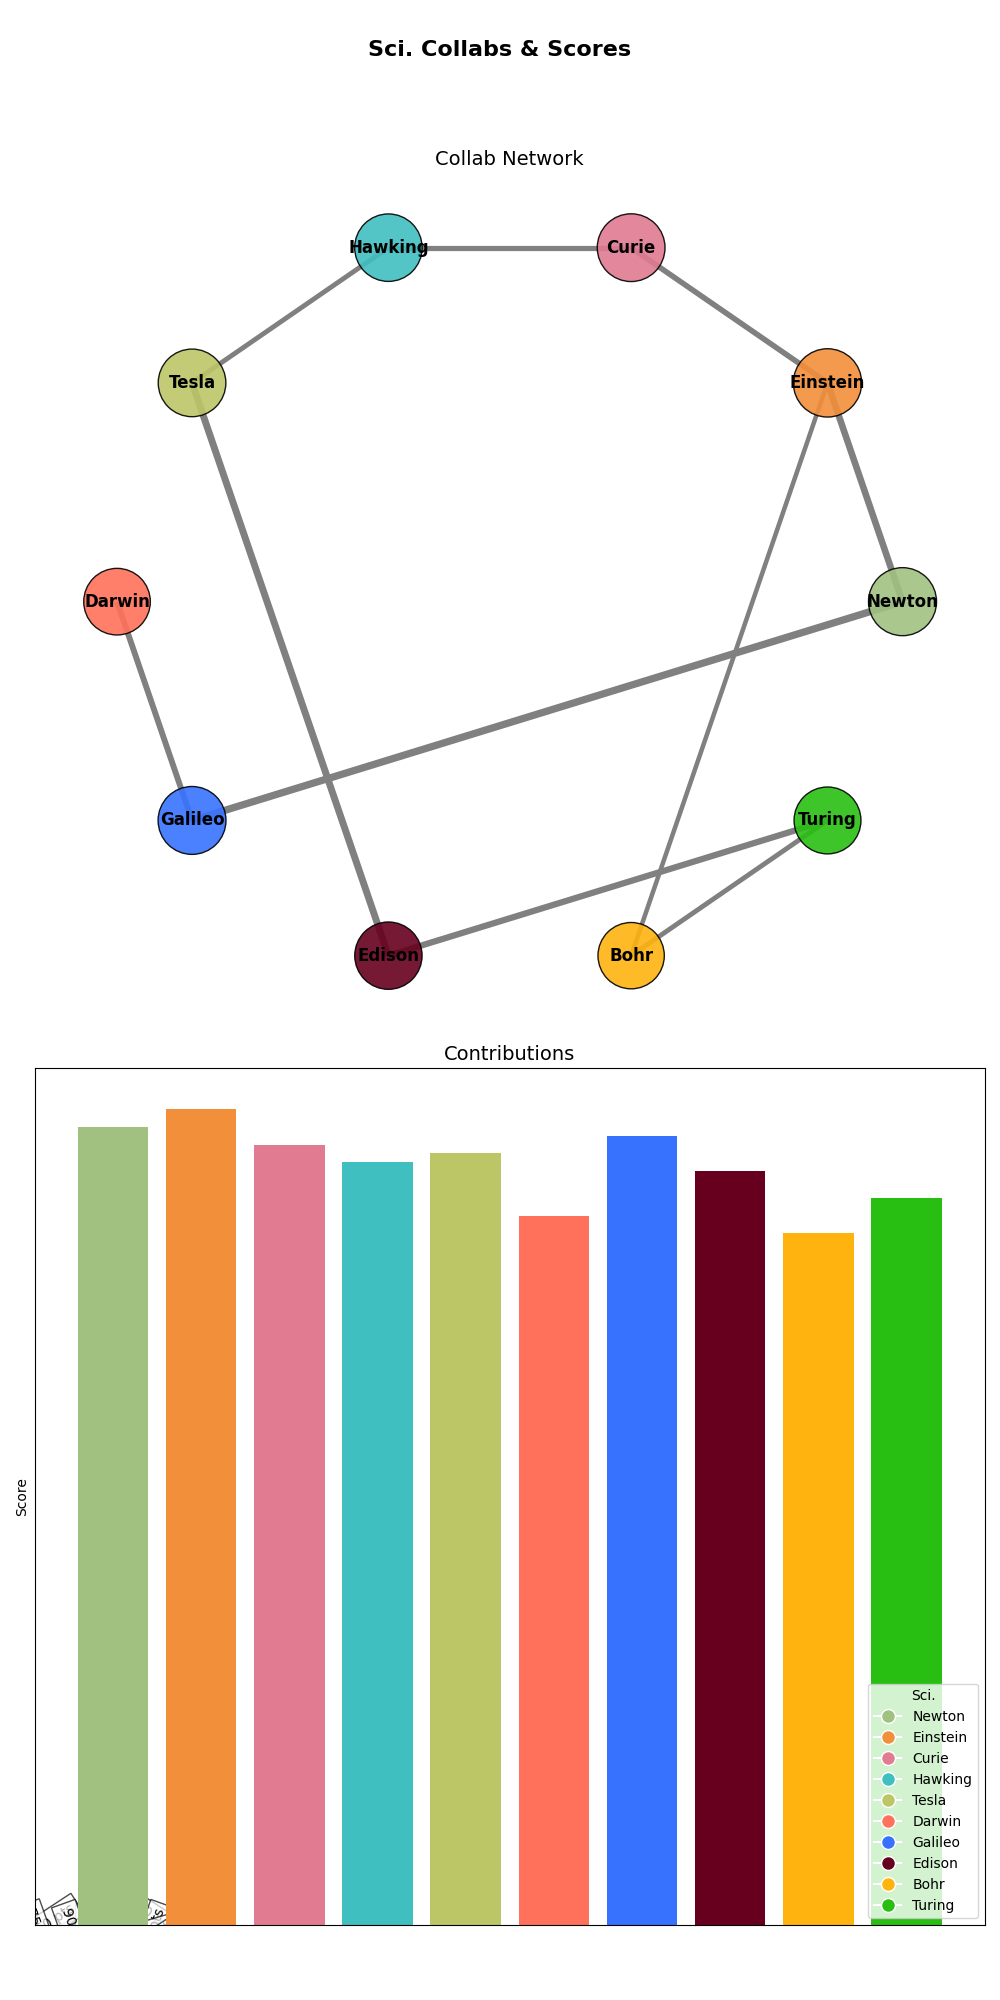 Sci. Collabs & Scores
Collab Network
Hawking
Curie
Tesla
Einstein
Darwin
Newton
Galileo
Turing
Edison
Bohr
Contributions
Score
90
Sci.
Newton
Einstein
Curie
Hawking
Tesla
Darwin
Galileo
Edison
Bohr
Turing